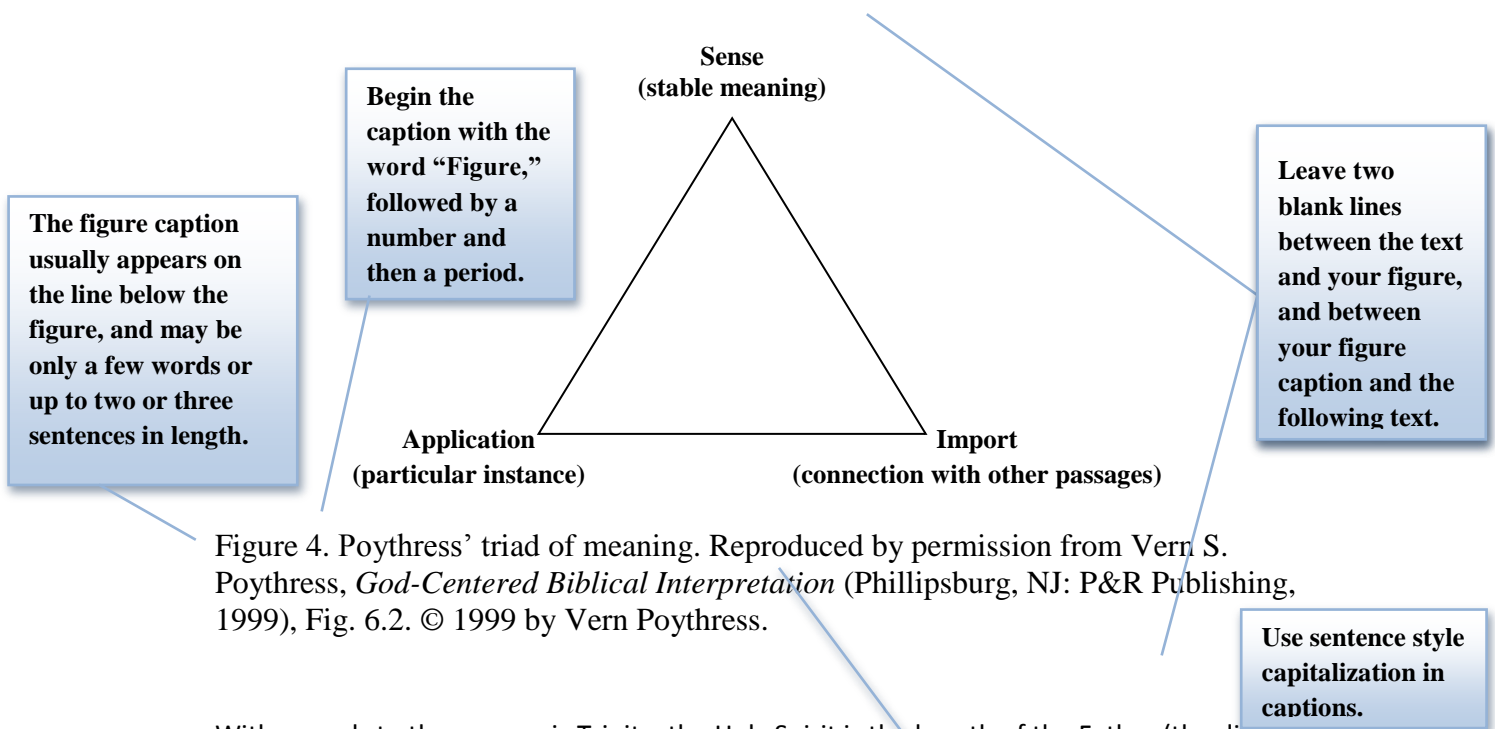 Sense
(stable meaning)
Begin the
caption with the
word “Figure,”
followed by a
number and
then a period.
Leave two
blank lines
between the text
and your figure,
and between
your figure
caption and the
following text.
The figure caption
usually appears on
the line below the
figure, and may be
only a few words or
up to two or three
sentences in length.
Application
(particular instance)
Import
(connection with other passages)
Figure 4. Poythress’ triad of meaning. Reproduced by permission from Vern S.
Poythress, God-Centered Biblical Interpretation (Phillipsburg, NJ: P&R Publishing,
1999), Fig. 6.2. © 1999 by Vern Poythress.
Use sentence style
capitalization in
captions.